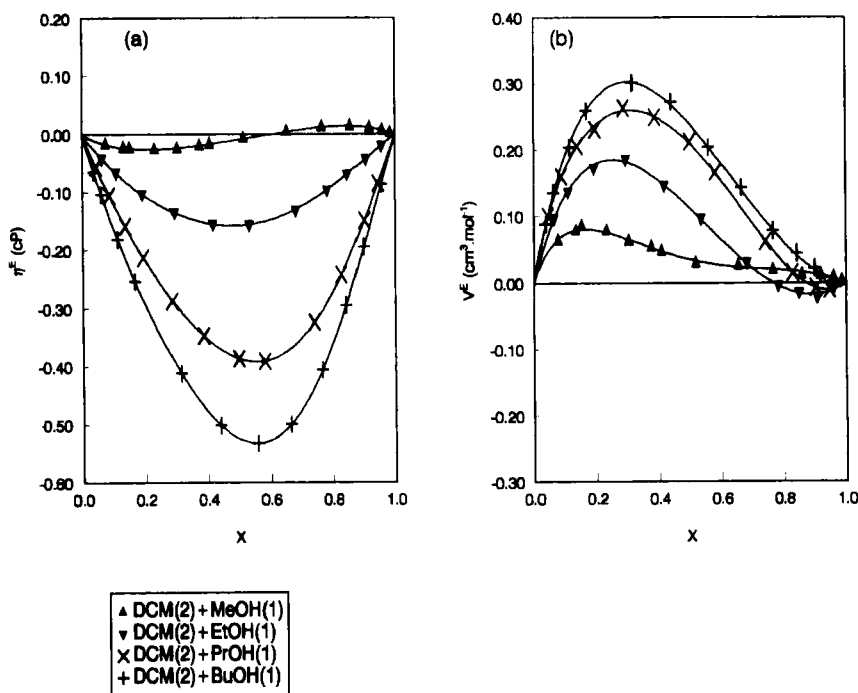 (a)
(b)
0.20
0.10
0.00
-0.10
-0.20
-0.30
-0.40
-0.50
-0.60
η^E (cP)
0.0 0.2 0.4 0.6 0.8 1.0
X
0.40
0.30
0.20
0.10
0.00
-0.10
-0.20
-0.30
V^E (cm³.mol⁻¹)
0.0 0.2 0.4 0.6 0.8 1.0
X
DCM(2)+MeOH(1)
DCM(2)+EtOH(1)
DCM(2)+PrOH(1)
DCM(2)+BuOH(1)